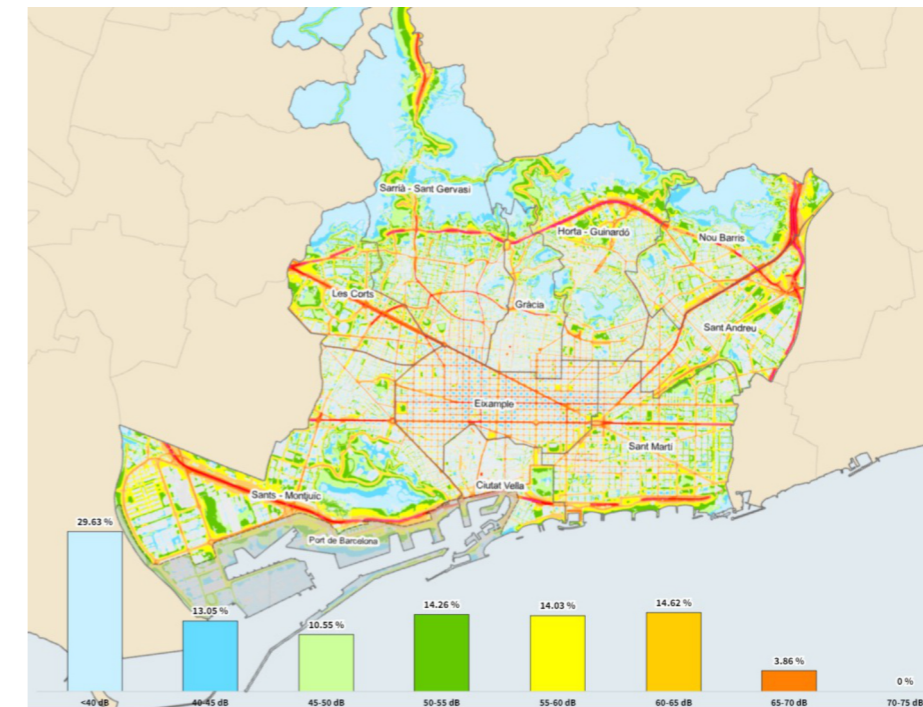 Sarrià - Sant Gervasi
Horta - Guinardó
Nou Barris
Les Corts
Gràcia
Sant Andreu
Eixample
Sant Martí
Ciutat Vella
Sants - Montjuïc
Port de Barcelona
29.63 %
13.05 %
10.55 %
14.26 %
14.03 %
14.62 %
3.86 %
0 %
<40 dB
40-45 dB
45-50 dB
50-55 dB
55-60 dB
60-65 dB
65-70 dB
70-75 dB